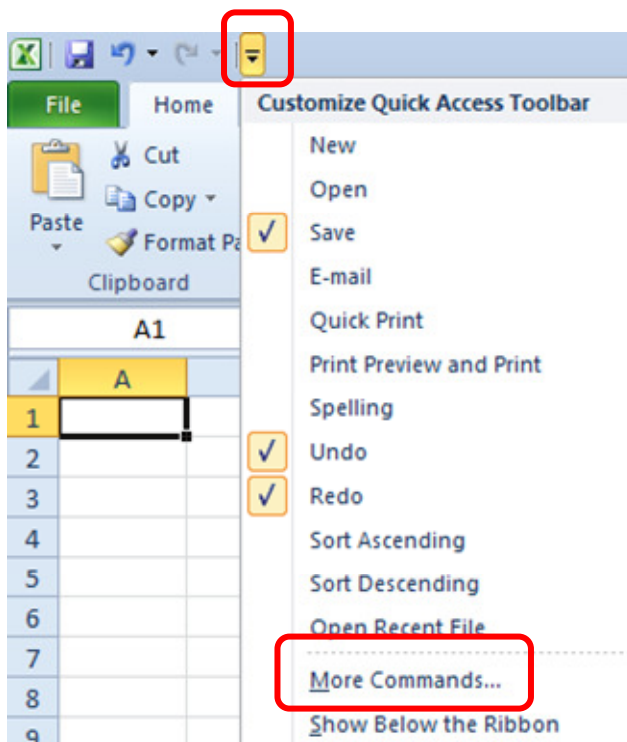 File Home
Customize Quick Access Toolbar
Cut
Copy
Paste
Format Pa
Clipboard
A1
A
1
2
3
4
5
6
7
8
9
New
Open
Save
E-mail
Quick Print
Print Preview and Print
Spelling
Undo
Redo
Sort Ascending
Sort Descending
Open Recent File
More Commands...
Show Below the Ribbon